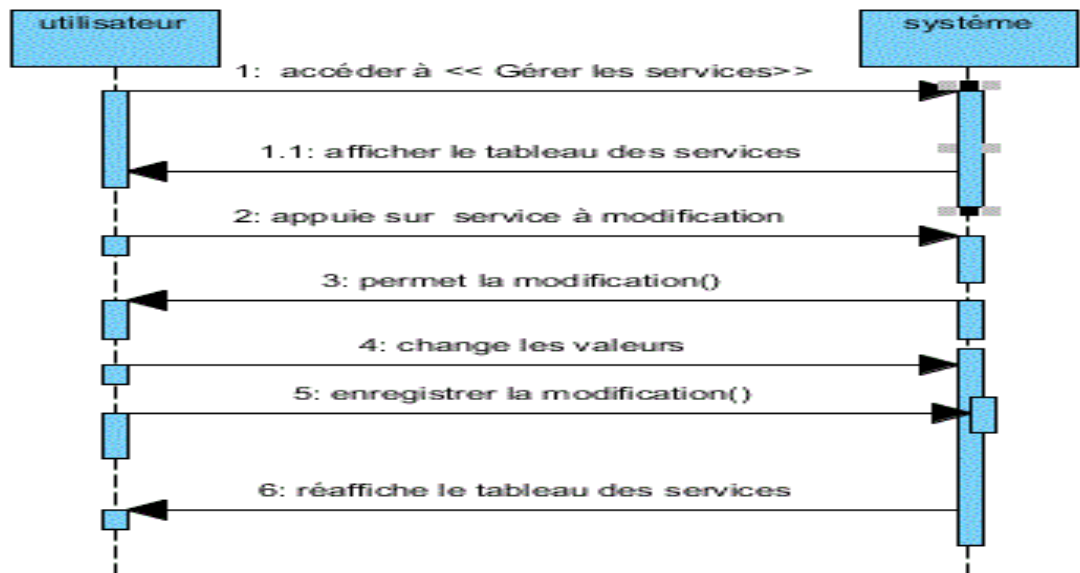 utilisateur
systéme
1: accéder à << Gérer les services>>
1.1: afficher le tableau des services
2: appuie sur service à modification
3: permet la modification()
4: change les valeurs
5: enregistrer la modification()
6: réaffiche le tableau des services